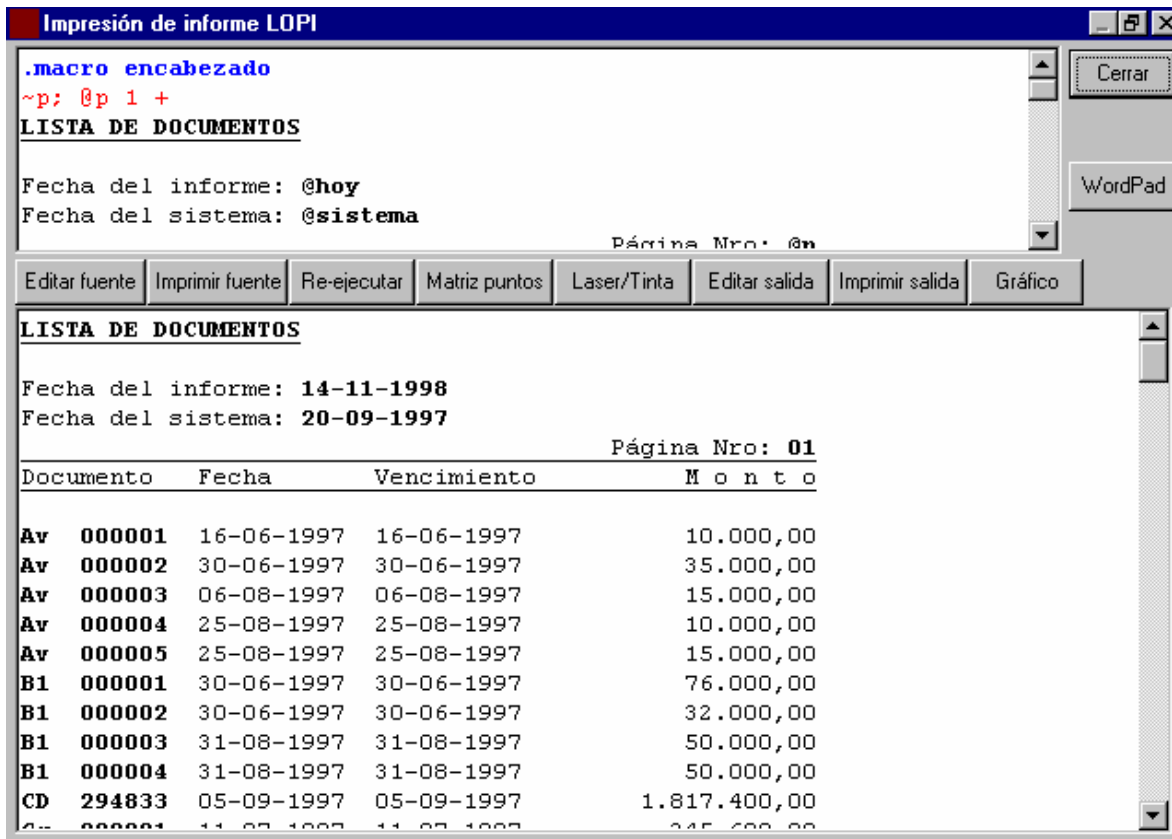 Impresión de informe LOPI
.macro encabezado
~p; @p 1 +
LISTA DE DOCUMENTOS
Fecha del informe: @hoy
Fecha del sistema: @sistema
Página Nro: @p
Cerrar
WordPad
Editar fuente Imprimir fuente Re-ejecutar Matriz puntos Laser/Tinta Editar salida Imprimir salida Gráfico
LISTA DE DOCUMENTOS
Fecha del informe: 14-11-1998
Fecha del sistema: 20-09-1997
Página Nro: 01
Documento Fecha Vencimiento M o n t o
Av 000001 16-06-1997 16-06-1997 10.000,00
Av 000002 30-06-1997 30-06-1997 35.000,00
Av 000003 06-08-1997 06-08-1997 15.000,00
Av 000004 25-08-1997 25-08-1997 10.000,00
Av 000005 25-08-1997 25-08-1997 15.000,00
B1 000001 30-06-1997 30-06-1997 76.000,00
B1 000002 30-06-1997 30-06-1997 32.000,00
B1 000003 31-08-1997 31-08-1997 50.000,00
B1 000004 31-08-1997 31-08-1997 50.000,00
CD 294833 05-09-1997 05-09-1997 1.817.400,00